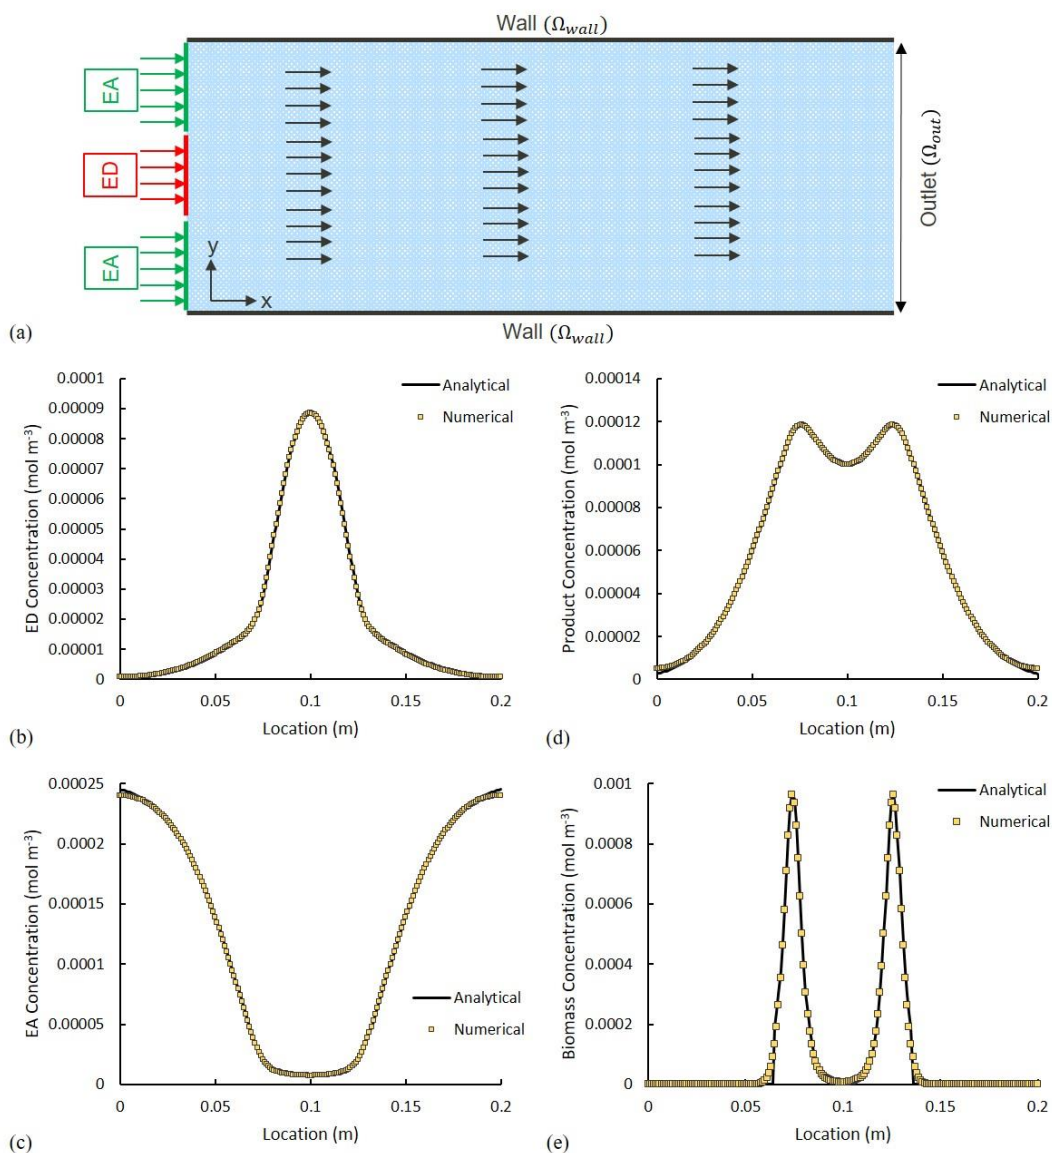 Wall (Ω_wall)
EA
ED
EA
y
x
Outlet (Ω_out)
(a)
Wall (Ω_wall)
0.0001
0.00009
0.00008
0.00007
0.00006
0.00005
0.00004
0.00003
0.00002
0.00001
0
ED Concentration (mol m⁻³)
Analytical
Numerical
0 0.05 0.1 0.15 0.2
Location (m)
(b)
0.00014
0.00012
0.0001
0.00008
0.00006
0.00004
0.00002
0
Product Concentration (mol m⁻³)
Analytical
Numerical
0 0.05 0.1 0.15 0.2
Location (m)
(d)
0.00025
0.0002
0.00015
0.0001
0.00005
0
EA Concentration (mol m⁻³)
Analytical
Numerical
0 0.05 0.1 0.15 0.2
Location (m)
(c)
0.001
0.0008
0.0006
0.0004
0.0002
0
Biomass Concentration (mol m⁻³)
Analytical
Numerical
0 0.05 0.1 0.15 0.2
Location (m)
(e)